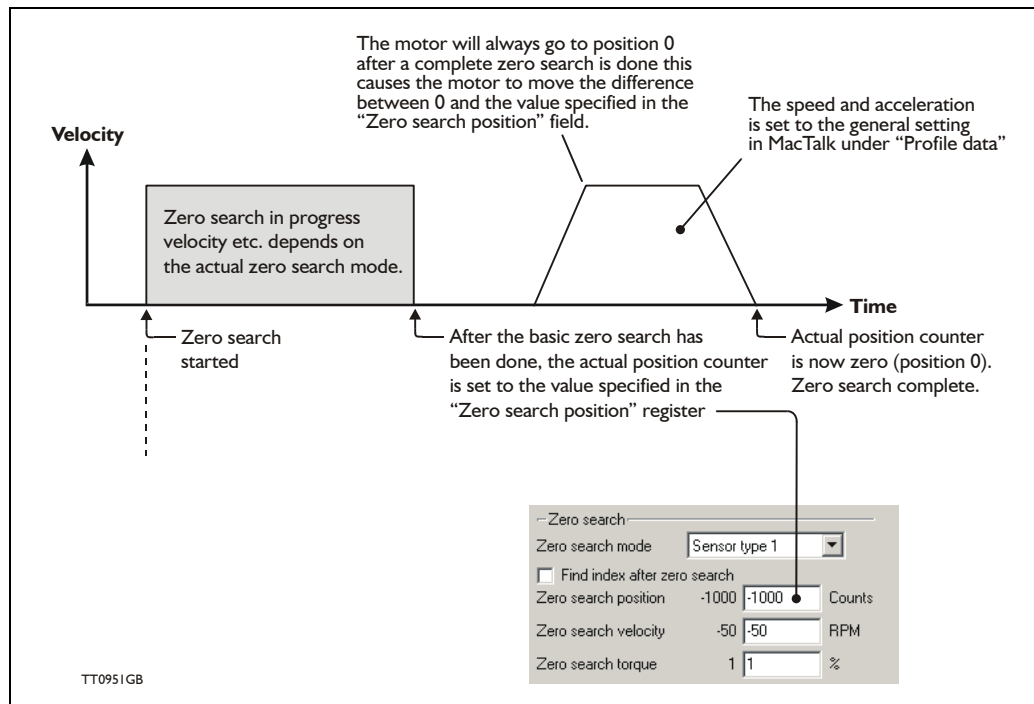 The motor will always go to position 0
after a complete zero search is done this
causes the motor to move the difference
between 0 and the value specified in the
“Zero search position” field.
The speed and acceleration
is set to the general setting
in MacTalk under “Profile data”
Velocity
Zero search in progress
velocity etc. depends on
the actual zero search mode.
Time
Zero search
started
After the basic zero search has
been done, the actual position counter
is set to the value specified in the
“Zero search position” register
Actual position counter
is now zero (position 0).
Zero search complete.
Zero search
Zero search mode Sensor type 1
Find index after zero search
Zero search position -1000 -1000 Counts
Zero search velocity -50 -50 RPM
Zero search torque 1 1 %
TT0951GB